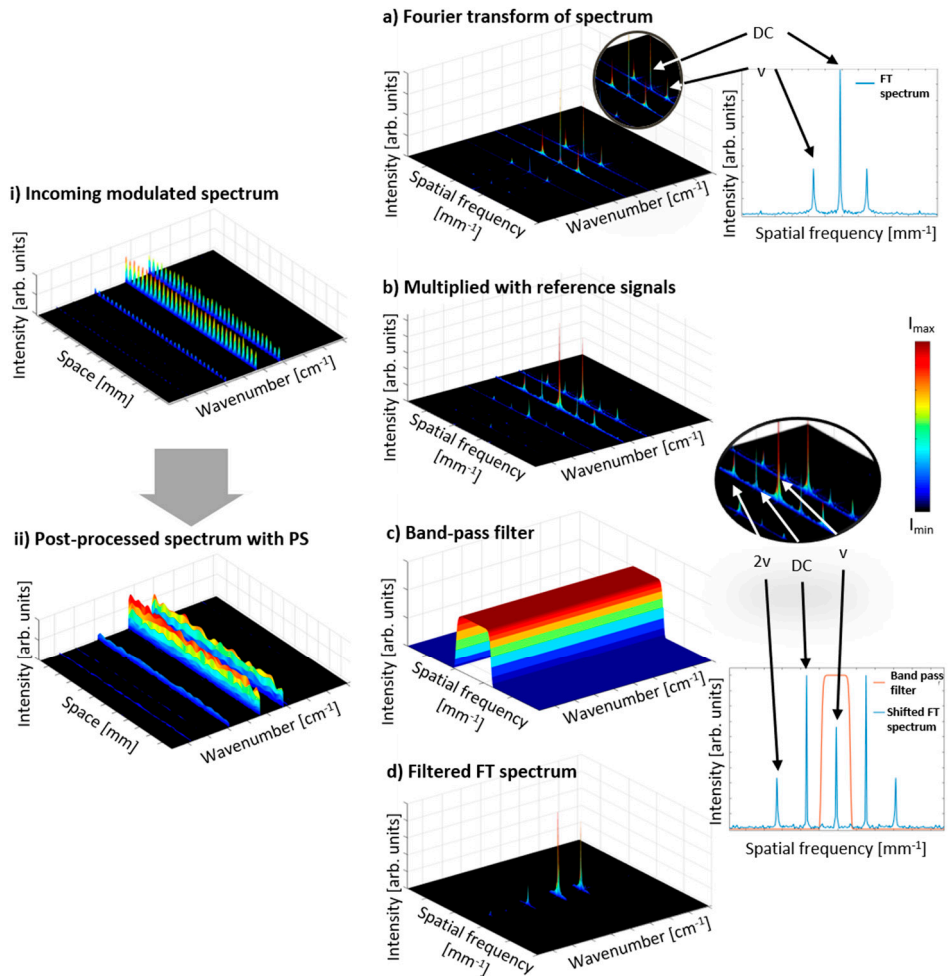 a) Fourier transform of spectrum
DC
v
FT
spectrum
Intensity [arb. units]
Spatial frequency
[mm⁻¹]
Wavenumber [cm⁻¹]
Intensity [arb. units]
Spatial frequency [mm⁻¹]
i) Incoming modulated spectrum
Intensity [arb. units]
Space [mm]
Wavenumber [cm⁻¹]
b) Multiplied with reference signals
Intensity [arb. units]
Spatial frequency
[mm⁻¹]
Wavenumber [cm⁻¹]
Imax
Imin
ii) Post-processed spectrum with PS
Intensity [arb. units]
Space [mm]
Wavenumber [cm⁻¹]
c) Band-pass filter
Intensity [arb. units]
Spatial frequency
[mm⁻¹]
Wavenumber [cm⁻¹]
2v
DC
v
Band pass
filter
Shifted FT
spectrum
Intensity [arb. units]
Spatial frequency [mm⁻¹]
d) Filtered FT spectrum
Intensity [arb. units]
Spatial frequency
[mm⁻¹]
Wavenumber [cm⁻¹]